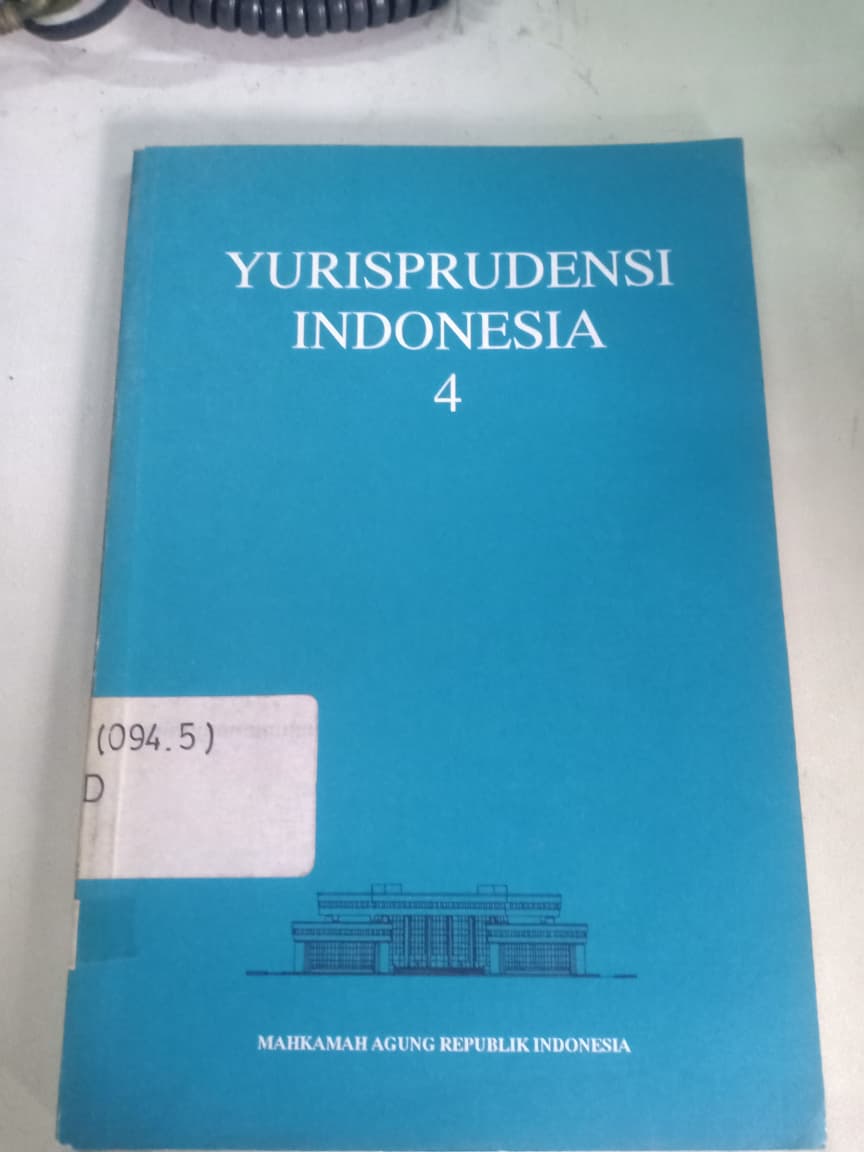 YURISPRUDENSI
INDONESIA
4
(094.5)
D
MAHKAMAH AGUNG REPUBLIK INDONESIA